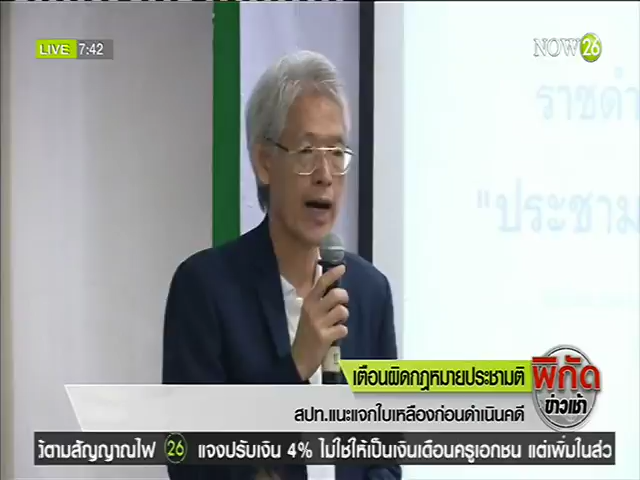 LIVE 7:42
NOW26
ราชดำ
"ประชาม
เตือนผิดกฎหมายประชามติ
พิกัด
ข่าวเช้า
สปท.แนะแจกใบเหลืองก่อนดำเนินคดี
ตามสัญญาณไฟ 26 แจงปรับเงิน 4% ไม่ใช่ให้เป็นเงินเดือนครูเอกชน แต่เพิ่มในส่ว